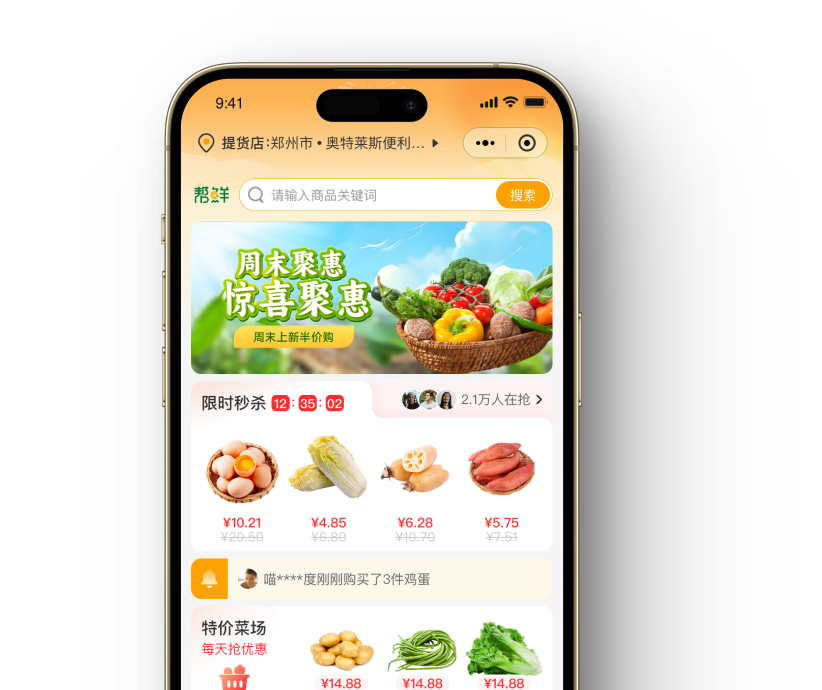 9:41
提货店:郑州市•奥特莱斯便利...
帮鲜
请输入商品关键词
搜索
周末聚惠
惊喜聚惠
周末上新半价购
限时秒杀 12:35:02
2.1万人在抢
¥10.21 ¥4.85 ¥6.28 ¥5.75
¥20.50 ¥6.80 ¥10.70 ¥7.51
喵****度刚刚购买了3件鸡蛋
特价菜场
每天抢优惠
¥14.88 ¥14.88 ¥14.88